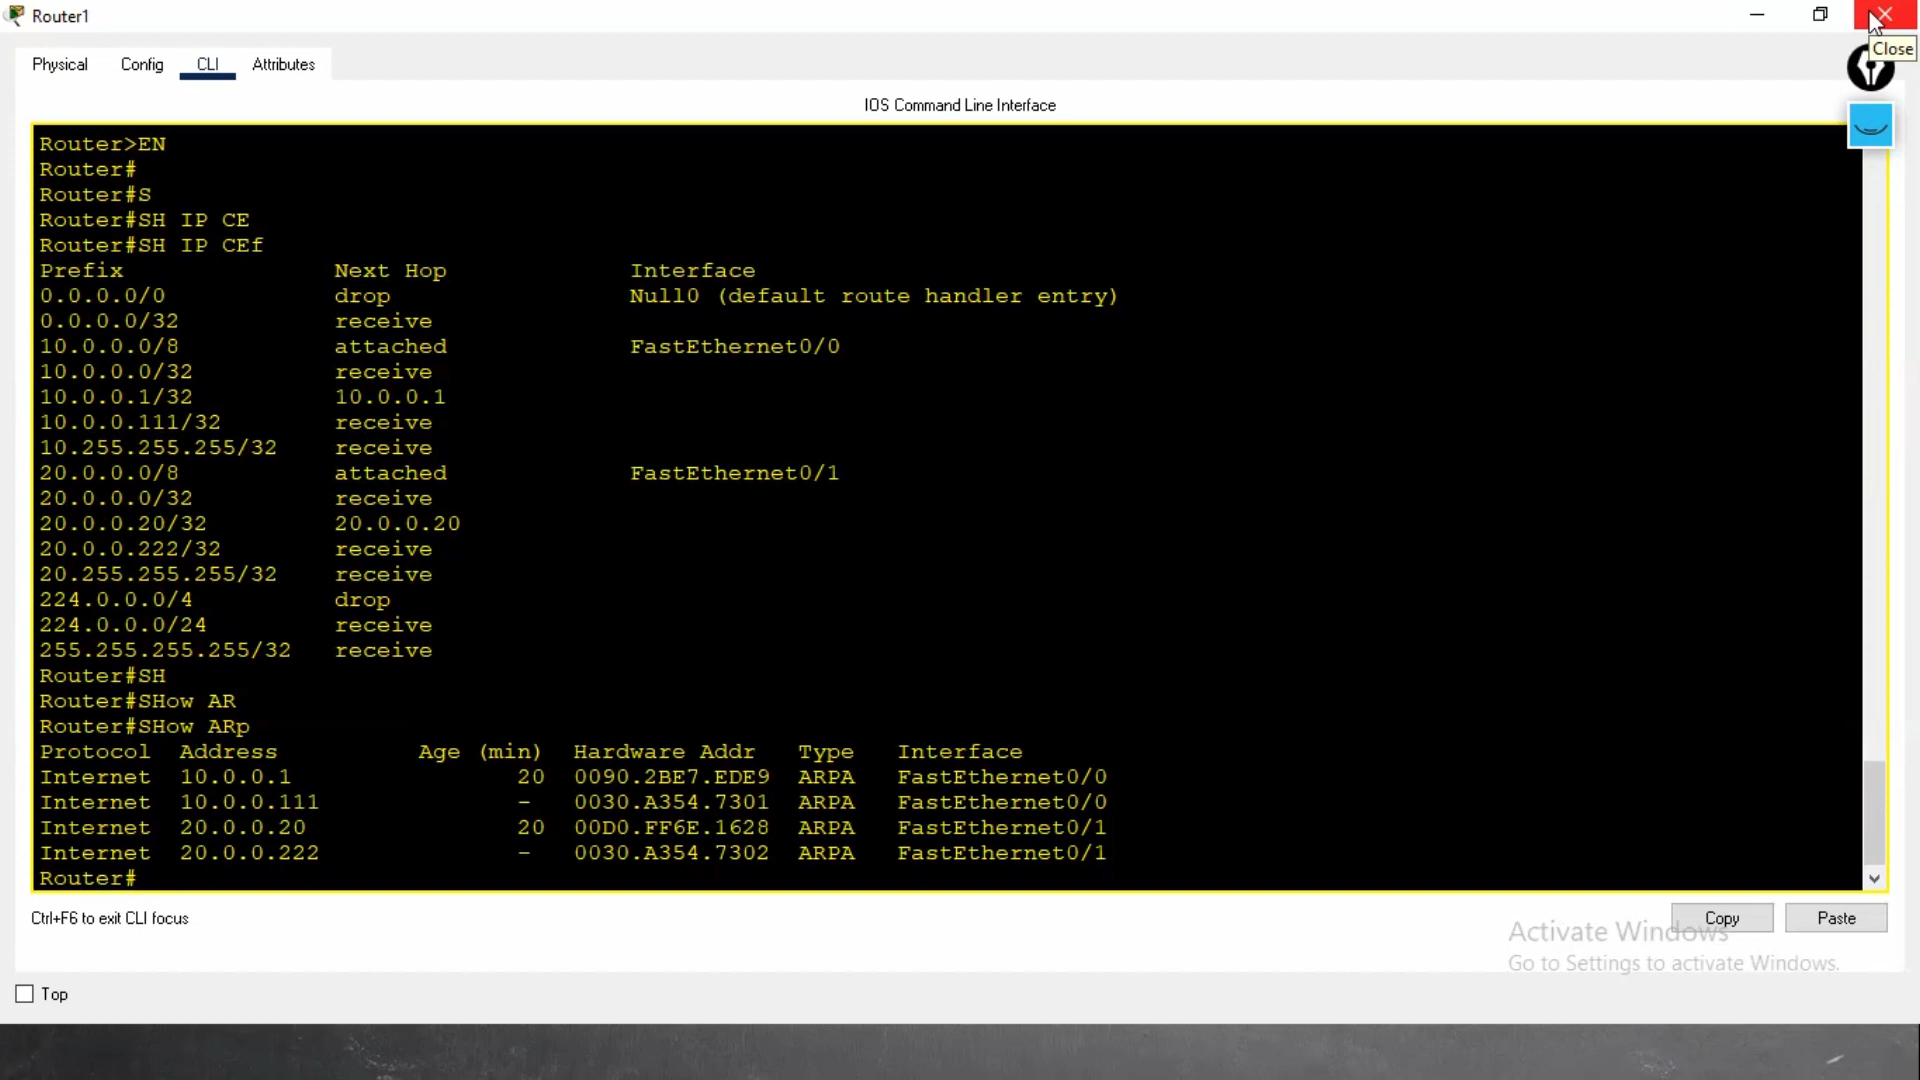 Router1
Close
Physical Config CLI Attributes
IOS Command Line Interface
Router>EN
Router#
Router#S
Router#SH IP CE
Router#SH IP CEf
Prefix Next Hop Interface
0.0.0.0/0 drop Null0 (default route handler entry)
0.0.0.0/32 receive
10.0.0.0/8 attached FastEthernet0/0
10.0.0.0/32 receive
10.0.0.1/32 10.0.0.1
10.0.0.111/32 receive
10.255.255.255/32 receive
20.0.0.0/8 attached FastEthernet0/1
20.0.0.0/32 receive
20.0.0.20/32 20.0.0.20
20.0.0.222/32 receive
20.255.255.255/32 receive
224.0.0.0/4 drop
224.0.0.0/24 receive
255.255.255.255/32 receive
Router#SH
Router#SHow AR
Router#SHow ARp
Protocol Address Age (min) Hardware Addr Type Interface
Internet 10.0.0.1 20 0090.2BE7.EDE9 ARPA FastEthernet0/0
Internet 10.0.0.111 - 0030.A354.7301 ARPA FastEthernet0/0
Internet 20.0.0.20 20 00D0.FF6E.1628 ARPA FastEthernet0/1
Internet 20.0.0.222 - 0030.A354.7302 ARPA FastEthernet0/1
Router#
Ctrl+F6 to exit CLI focus
Copy Paste
Activate Windows
Go to Settings to activate Windows.
Top